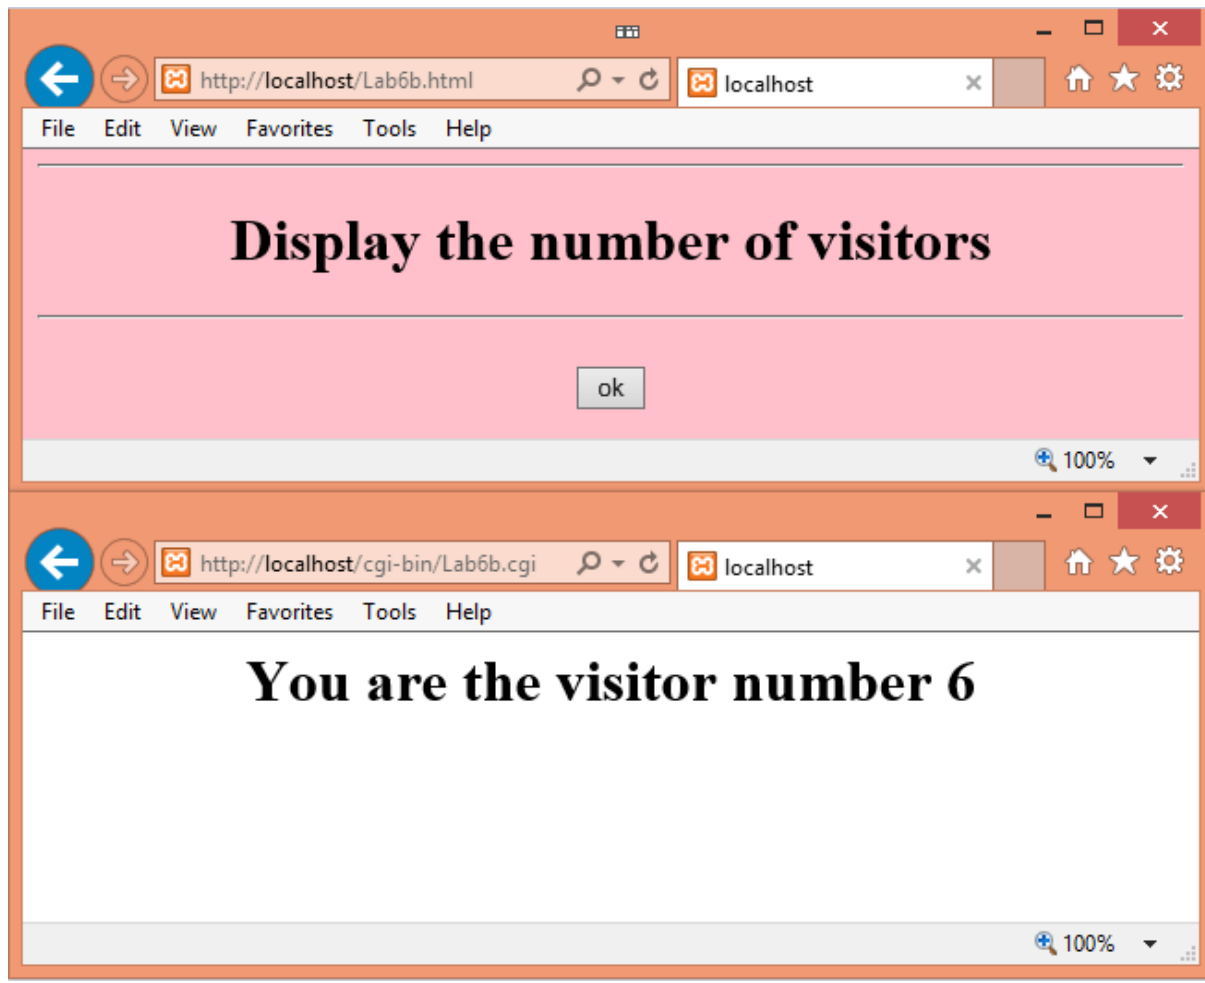 http://localhost/Lab6b.html localhost
File Edit View Favorites Tools Help
Display the number of visitors
ok
100%
http://localhost/cgi-bin/Lab6b.cgi localhost
File Edit View Favorites Tools Help
You are the visitor number 6
100%